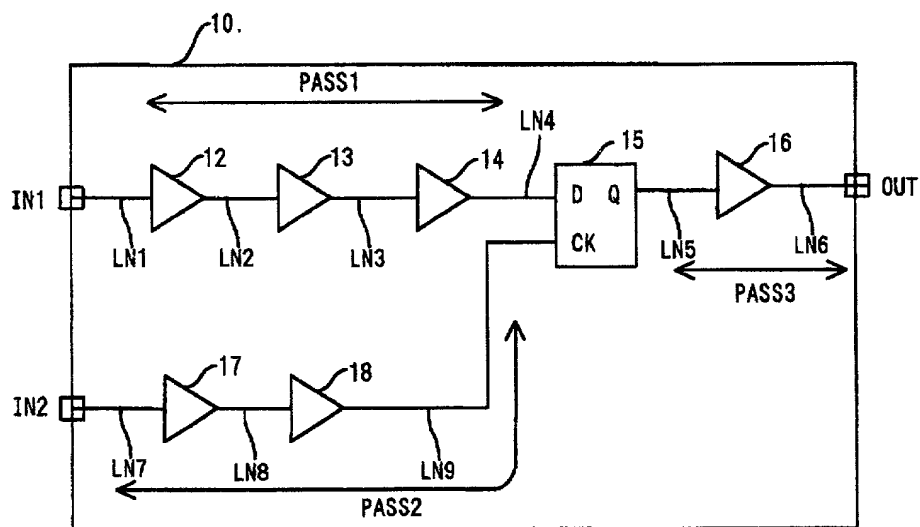 10.
PASS1
LN4
12
13
14
15
16
IN1
D Q
OUT
CK
LN1
LN2
LN3
LN5
LN6
PASS3
17
18
IN2
LN7
LN8
LN9
PASS2